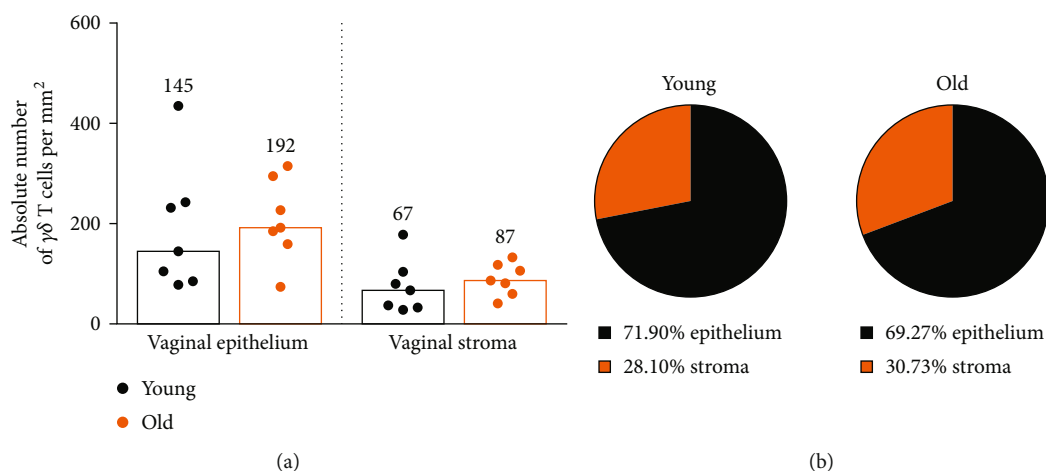 Absolute number
of γδ T cells per mm²
600
400
200
0
145
192
67
87
Vaginal epithelium
Vaginal stroma
Young
Old
(a)
Young
71.90% epithelium
28.10% stroma
Old
69.27% epithelium
30.73% stroma
(b)